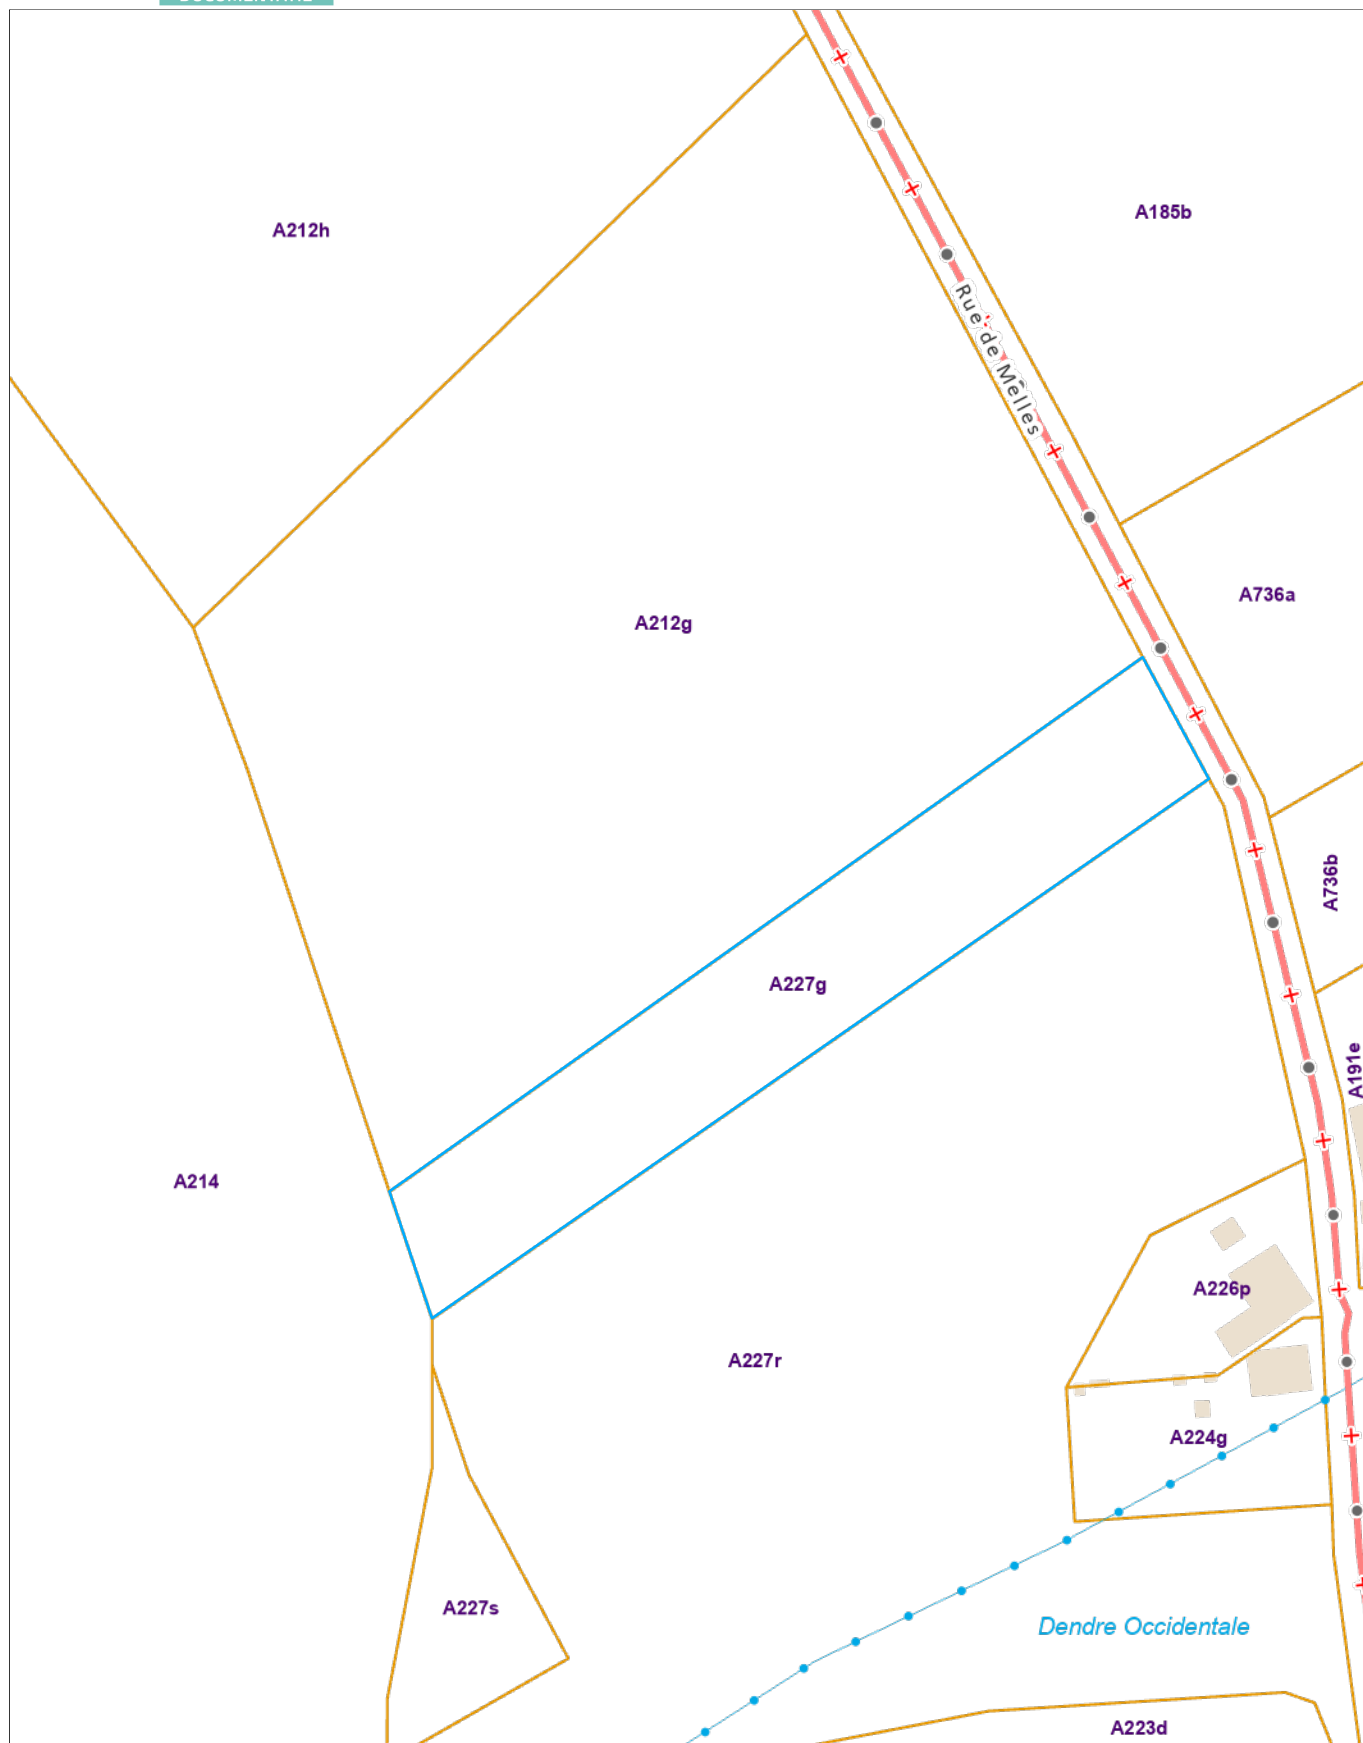 A185b
A212h
Rue de Melles
A736a
A212g
A736b
A227g
A191e
A214
A226p
A227r
A224g
A227s
Dendre Occidentale
A223d